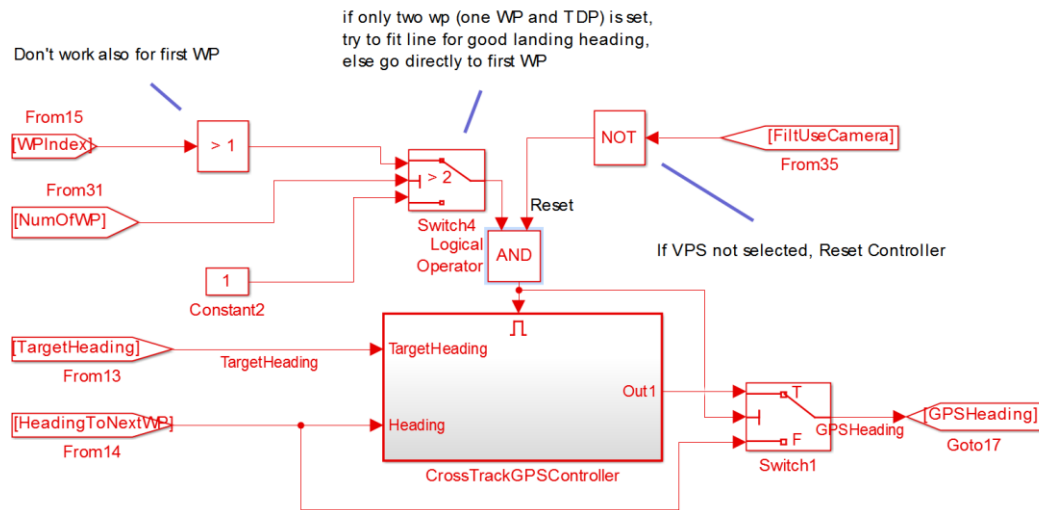 if only two wp (one WP and TDP) is set,
try to fit line for good landing heading,
else go directly to first WP
Don't work also for first WP
From15
[WPIndex]
> 1
NOT
[FiltUseCamera]
From35
From31
[NumOfWP]
> 2
Switch4
Reset
Logical
Operator
AND
If VPS not selected, Reset Controller
1
Constant2
[TargetHeading]
From13
TargetHeading
TargetHeading
Out1
[HeadingToNextWP]
From14
Heading
CrossTrackGPSController
T
F
Switch1
GPSHeading
[GPSHeading]
Goto17